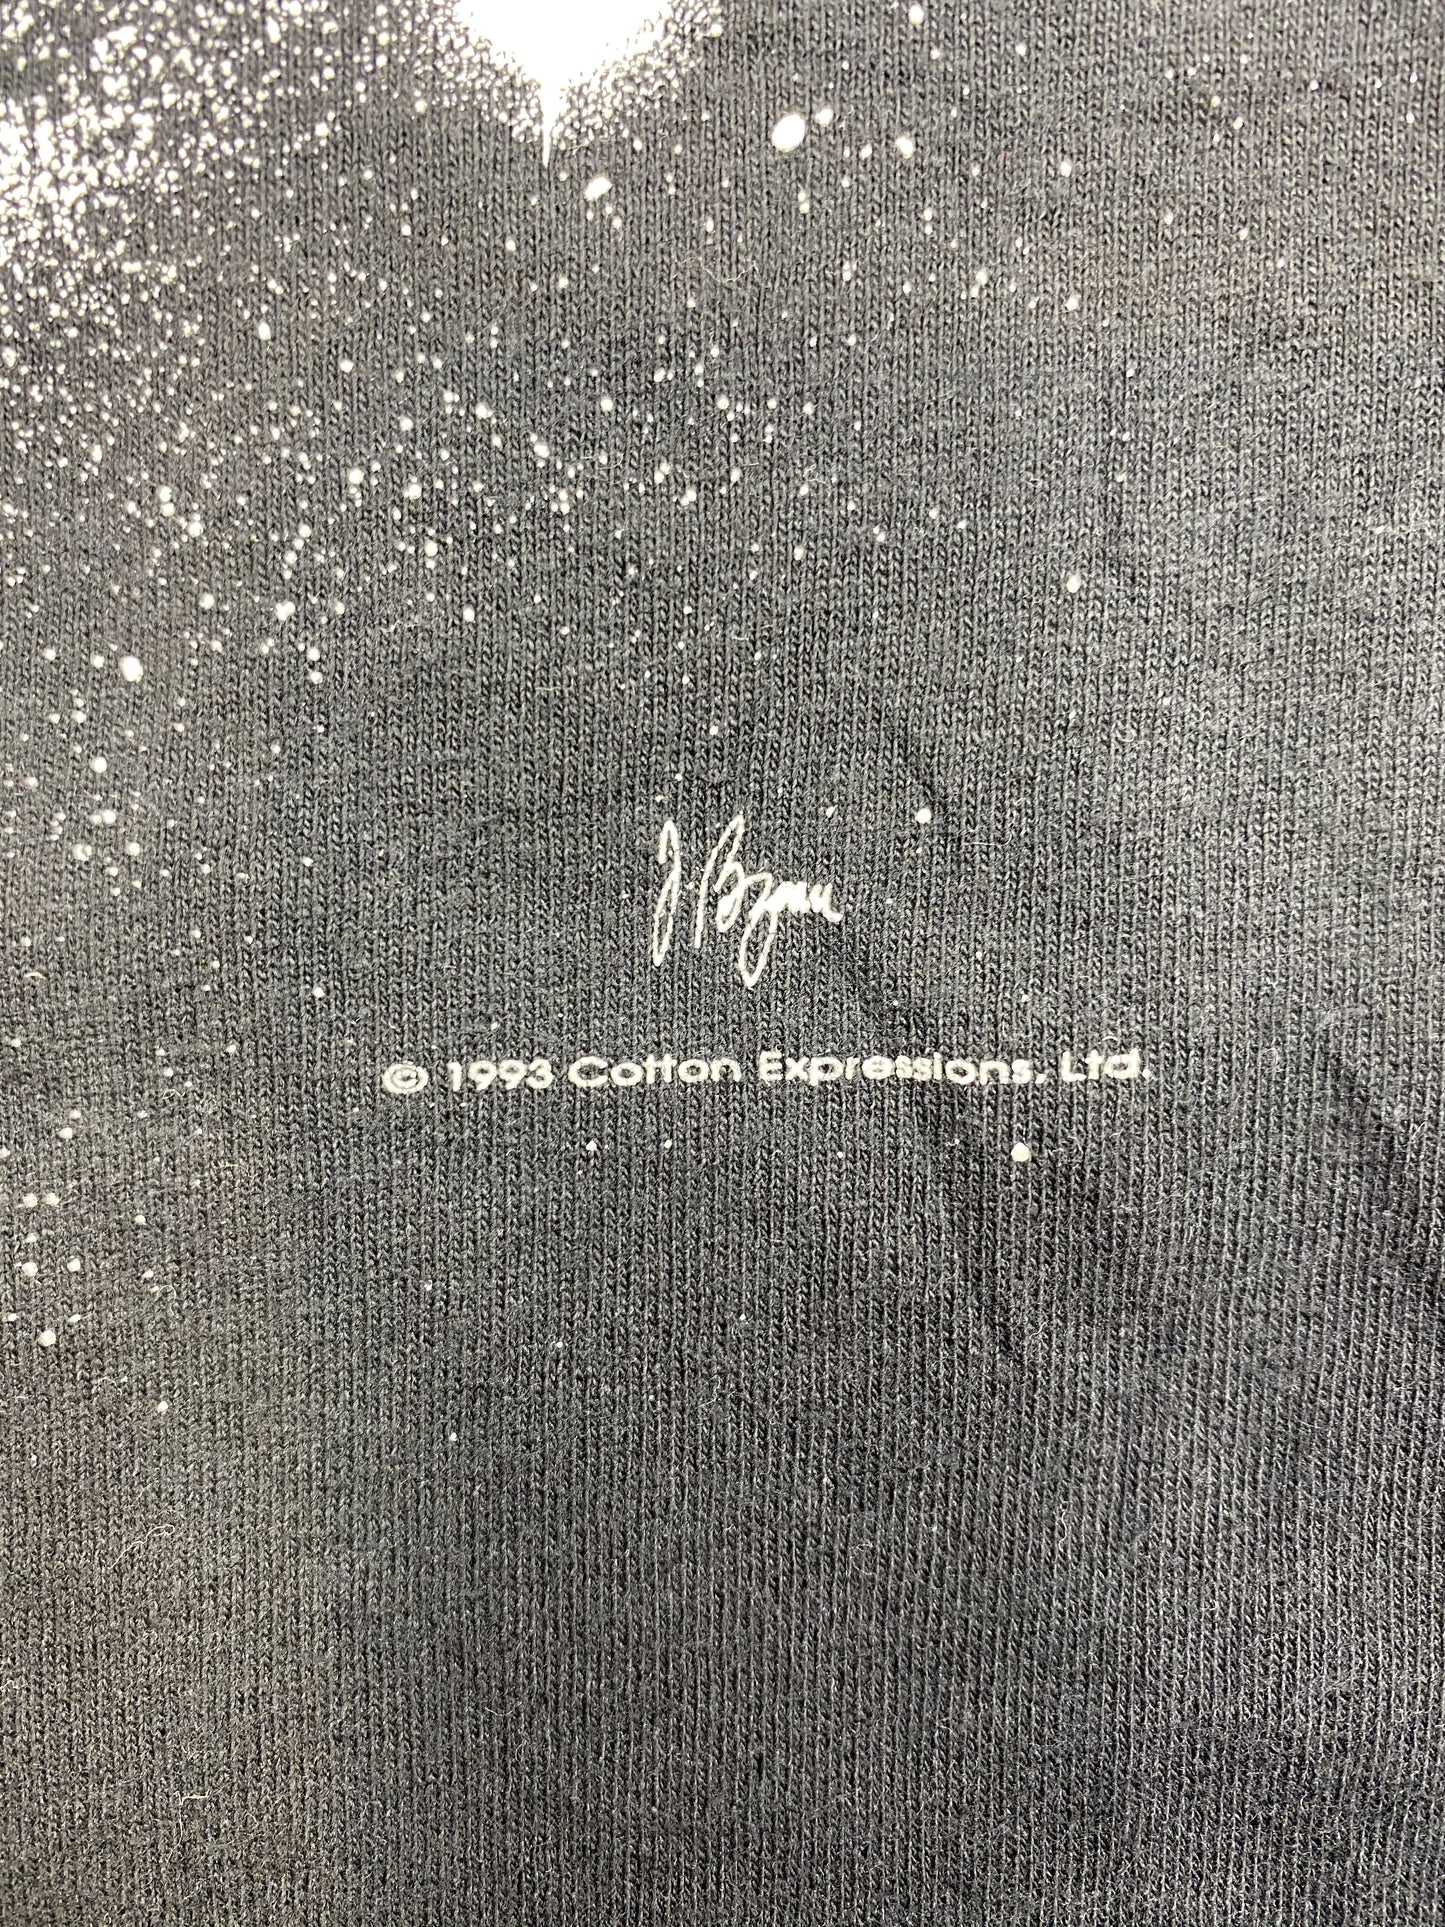 © 1993 Cotton Expressions, Ltd.